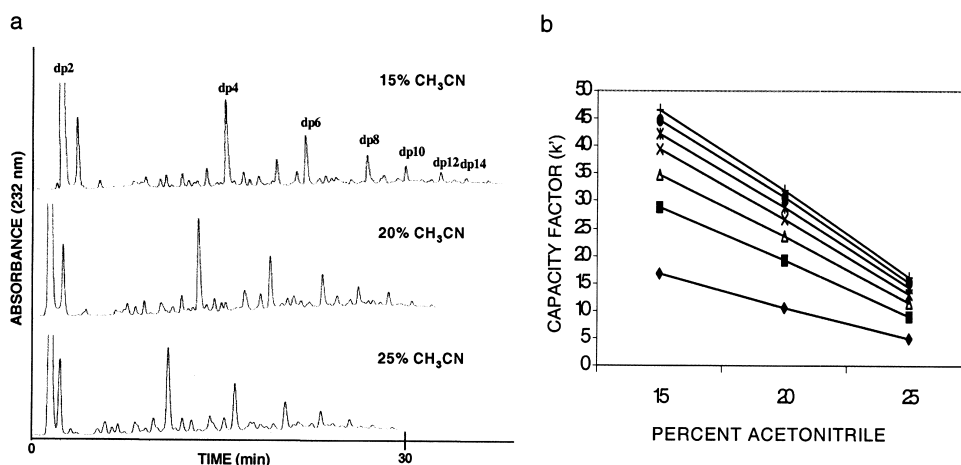 a
dp2
15% CH3CN
dp4
dp6
dp8
dp10
dp12 dp14
20% CH3CN
25% CH3CN
ABSORBANCE (232 nm)
0
30
TIME (min)
b
50
45
40
35
30
25
20
15
10
5
0
CAPACITY FACTOR (k')
15
20
25
PERCENT ACETONITRILE